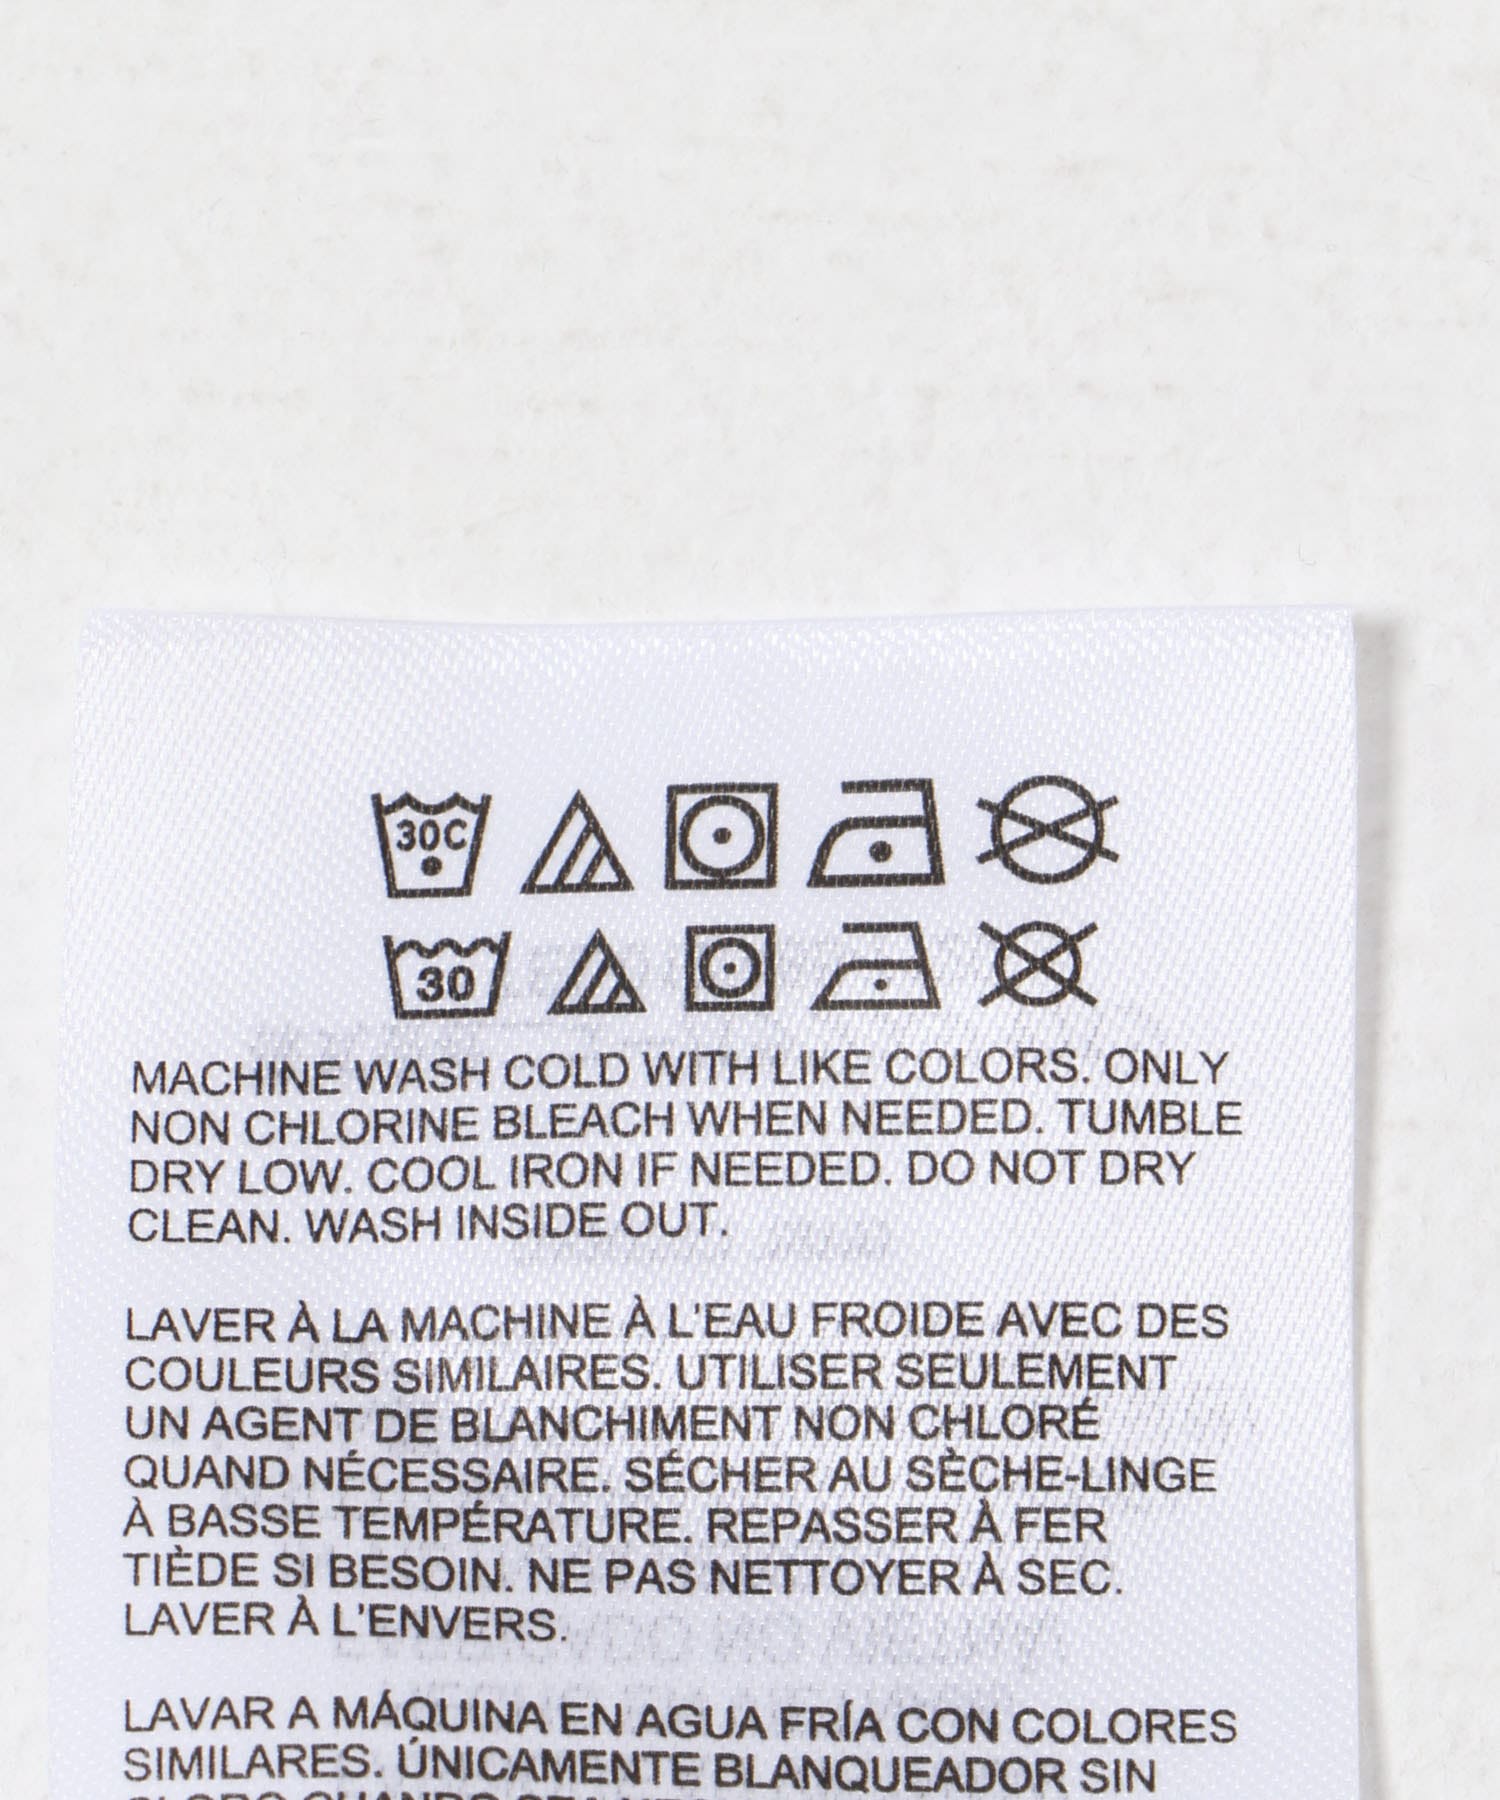 30C
30
MACHINE WASH COLD WITH LIKE COLORS. ONLY
NON CHLORINE BLEACH WHEN NEEDED. TUMBLE
DRY LOW. COOL IRON IF NEEDED. DO NOT DRY
CLEAN. WASH INSIDE OUT.
LAVER À LA MACHINE À L'EAU FROIDE AVEC DES
COULEURS SIMILAIRES. UTILISER SEULEMENT
UN AGENT DE BLANCHIMENT NON CHLORÉ
QUAND NÉCESSAIRE. SÉCHER AU SÈCHE-LINGE
À BASSE TEMPÉRATURE. REPASSER À FER
TIÈDE SI BESOIN. NE PAS NETTOYER À SEC.
LAVER À L'ENVERS.
LAVAR A MÁQUINA EN AGUA FRÍA CON COLORES
SIMILARES. ÚNICAMENTE BLANQUEADOR SIN